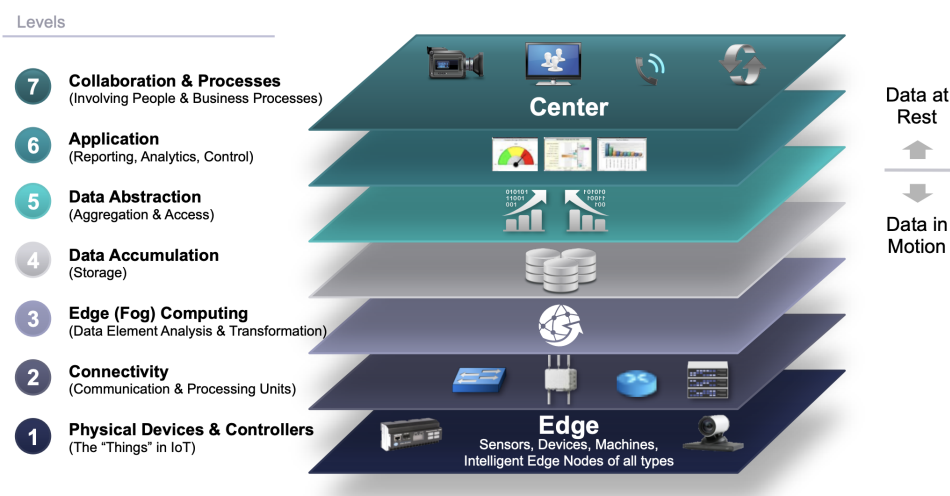 Levels
7
Collaboration & Processes
(Involving People & Business Processes)
6
Application
(Reporting, Analytics, Control)
5
Data Abstraction
(Aggregation & Access)
4
Data Accumulation
(Storage)
3
Edge (Fog) Computing
(Data Element Analysis & Transformation)
2
Connectivity
(Communication & Processing Units)
1
Physical Devices & Controllers
(The “Things” in IoT)
Center
010101
11001
001
Edge
Sensors, Devices, Machines,
Intelligent Edge Nodes of all types
Data at
Rest
Data in
Motion